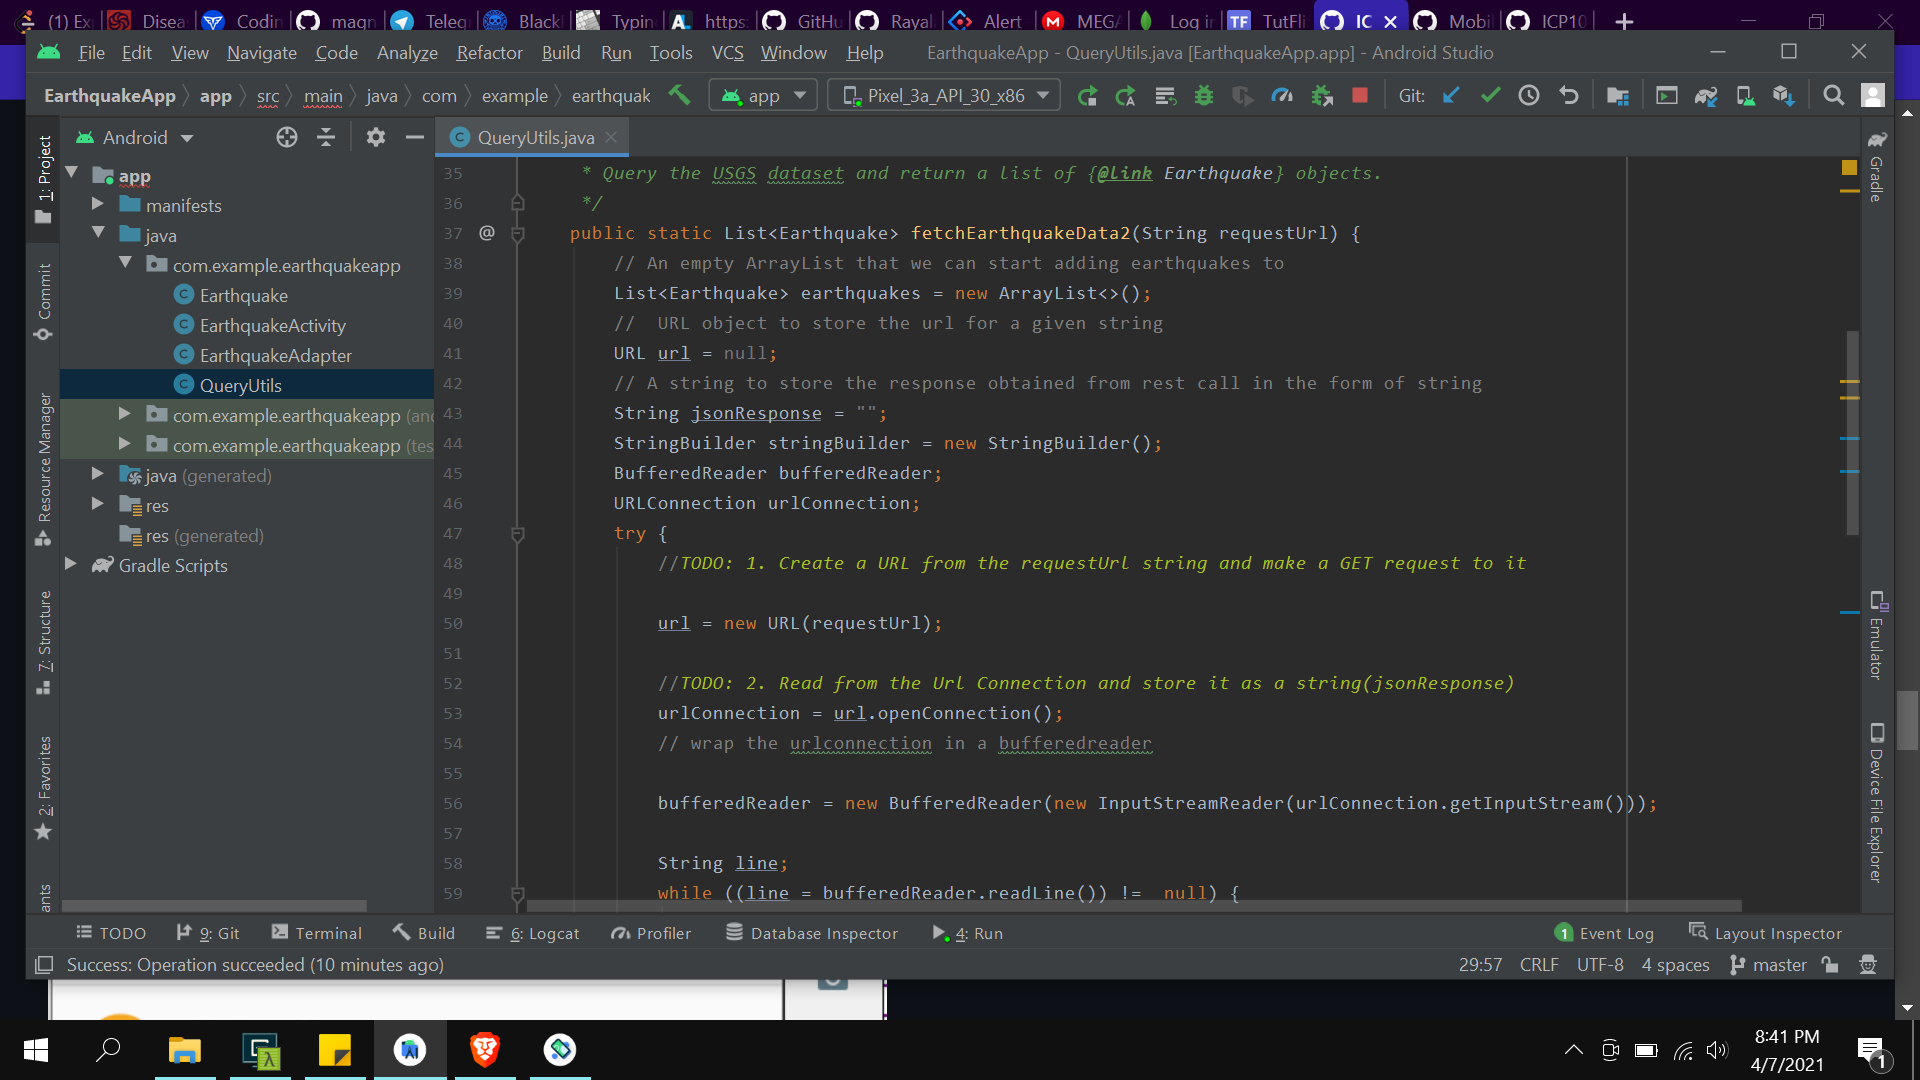 (1) Ex
Disea
Codin
magn
Teleg
Black
Typin
https:
GitHu
Rayal
Alert
MEGA
Log in
TutFli
IC
Mobil
ICP10
File Edit View Navigate Code Analyze Refactor Build Run Tools VCS Window Help EarthquakeApp - QueryUtils.java [EarthquakeApp.app] - Android Studio
EarthquakeApp app src main java com example earthquak app Pixel_3a_API_30_x86 Git:
Android
QueryUtils.java
1: Project
Commit
Resource Manager
7: Structure
2: Favorites
ants
app
manifests
java
com.example.earthquakeapp
Earthquake
EarthquakeActivity
EarthquakeAdapter
QueryUtils
com.example.earthquakeapp (and
com.example.earthquakeapp (tes
java (generated)
res
res (generated)
Gradle Scripts
35 * Query the USGS dataset and return a list of {@link Earthquake} objects.
36 */
37 @ public static List<Earthquake> fetchEarthquakeData2(String requestUrl) {
38 // An empty ArrayList that we can start adding earthquakes to
39 List<Earthquake> earthquakes = new ArrayList<>();
40 //  URL object to store the url for a given string
41 URL url = null;
42 // A string to store the response obtained from rest call in the form of string
43 String jsonResponse = "";
44 StringBuilder stringBuilder = new StringBuilder();
45 BufferedReader bufferedReader;
46 URLConnection urlConnection;
47 try {
48 //TODO: 1. Create a URL from the requestUrl string and make a GET request to it
49
50 url = new URL(requestUrl);
51
52 //TODO: 2. Read from the Url Connection and store it as a string(jsonResponse)
53 urlConnection = url.openConnection();
54 // wrap the urlconnection in a bufferedreader
55
56 bufferedReader = new BufferedReader(new InputStreamReader(urlConnection.getInputStream()));
57
58 String line;
59 while ((line = bufferedReader.readLine()) !=  null) {
Gradle
Emulator
Device File Explorer
TODO 9: Git Terminal Build 6: Logcat Profiler Database Inspector 4: Run 1 Event Log Layout Inspector
Success: Operation succeeded (10 minutes ago) 29:57 CRLF UTF-8 4 spaces master
8:41 PM
4/7/2021
1